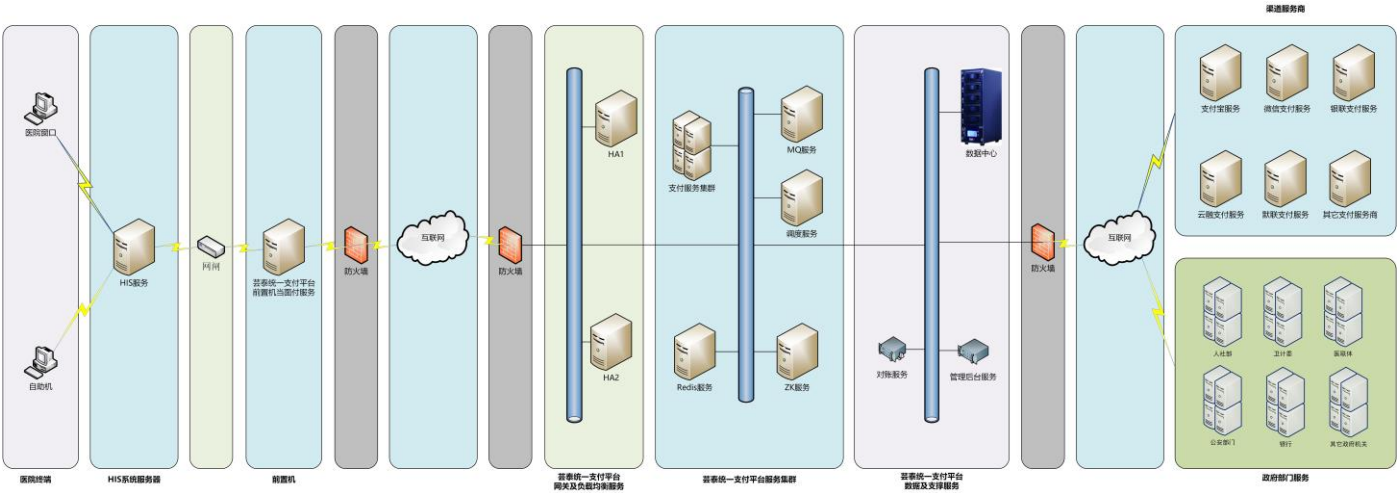 渠道服务商
医院窗口
自助机
HIS服务
网闸
芸泰统一支付平台
前置机当面付服务
防火墙
互联网
防火墙
HA1
HA2
支付服务集群
MQ服务
调度服务
Redis服务
ZK服务
数据中心
对账服务
管理后台服务
防火墙
互联网
支付宝服务
微信支付服务
银联支付服务
云融支付服务
默联支付服务
其它支付服务商
人社部
卫计委
医联体
公安部门
银行
其它政府机关
医院终端
HIS系统服务器
前置机
芸泰统一支付平台
网关及负载均衡服务
芸泰统一支付平台服务集群
芸泰统一支付平台
数据及支撑服务
政府部门服务